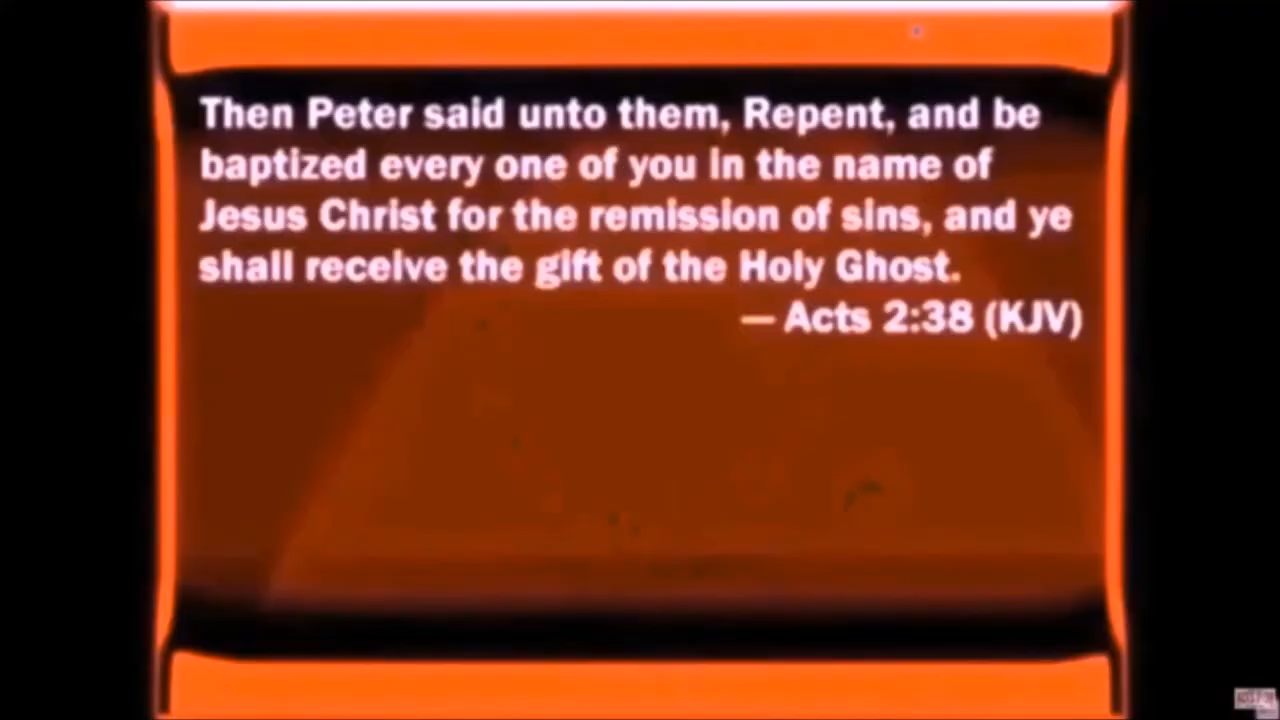 Then Peter said unto them, Repent, and be
baptized every one of you in the name of
Jesus Christ for the remission of sins, and ye
shall receive the gift of the Holy Ghost.
— Acts 2:38 (KJV)